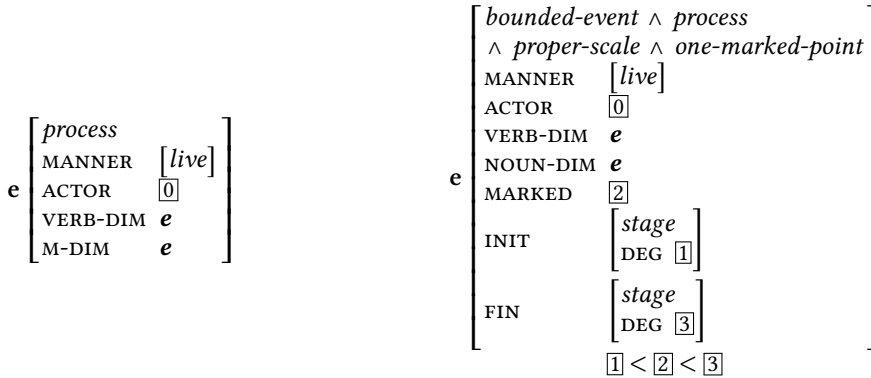 e
process
MANNER [live]
ACTOR 0
VERB-DIM e
M-DIM e
e
bounded-event ∧ process
∧ proper-scale ∧ one-marked-point
MANNER [live]
ACTOR 0
VERB-DIM e
NOUN-DIM e
MARKED 2
INIT [stage
DEG 1]
FIN [stage
DEG 3]
1 < 2 < 3